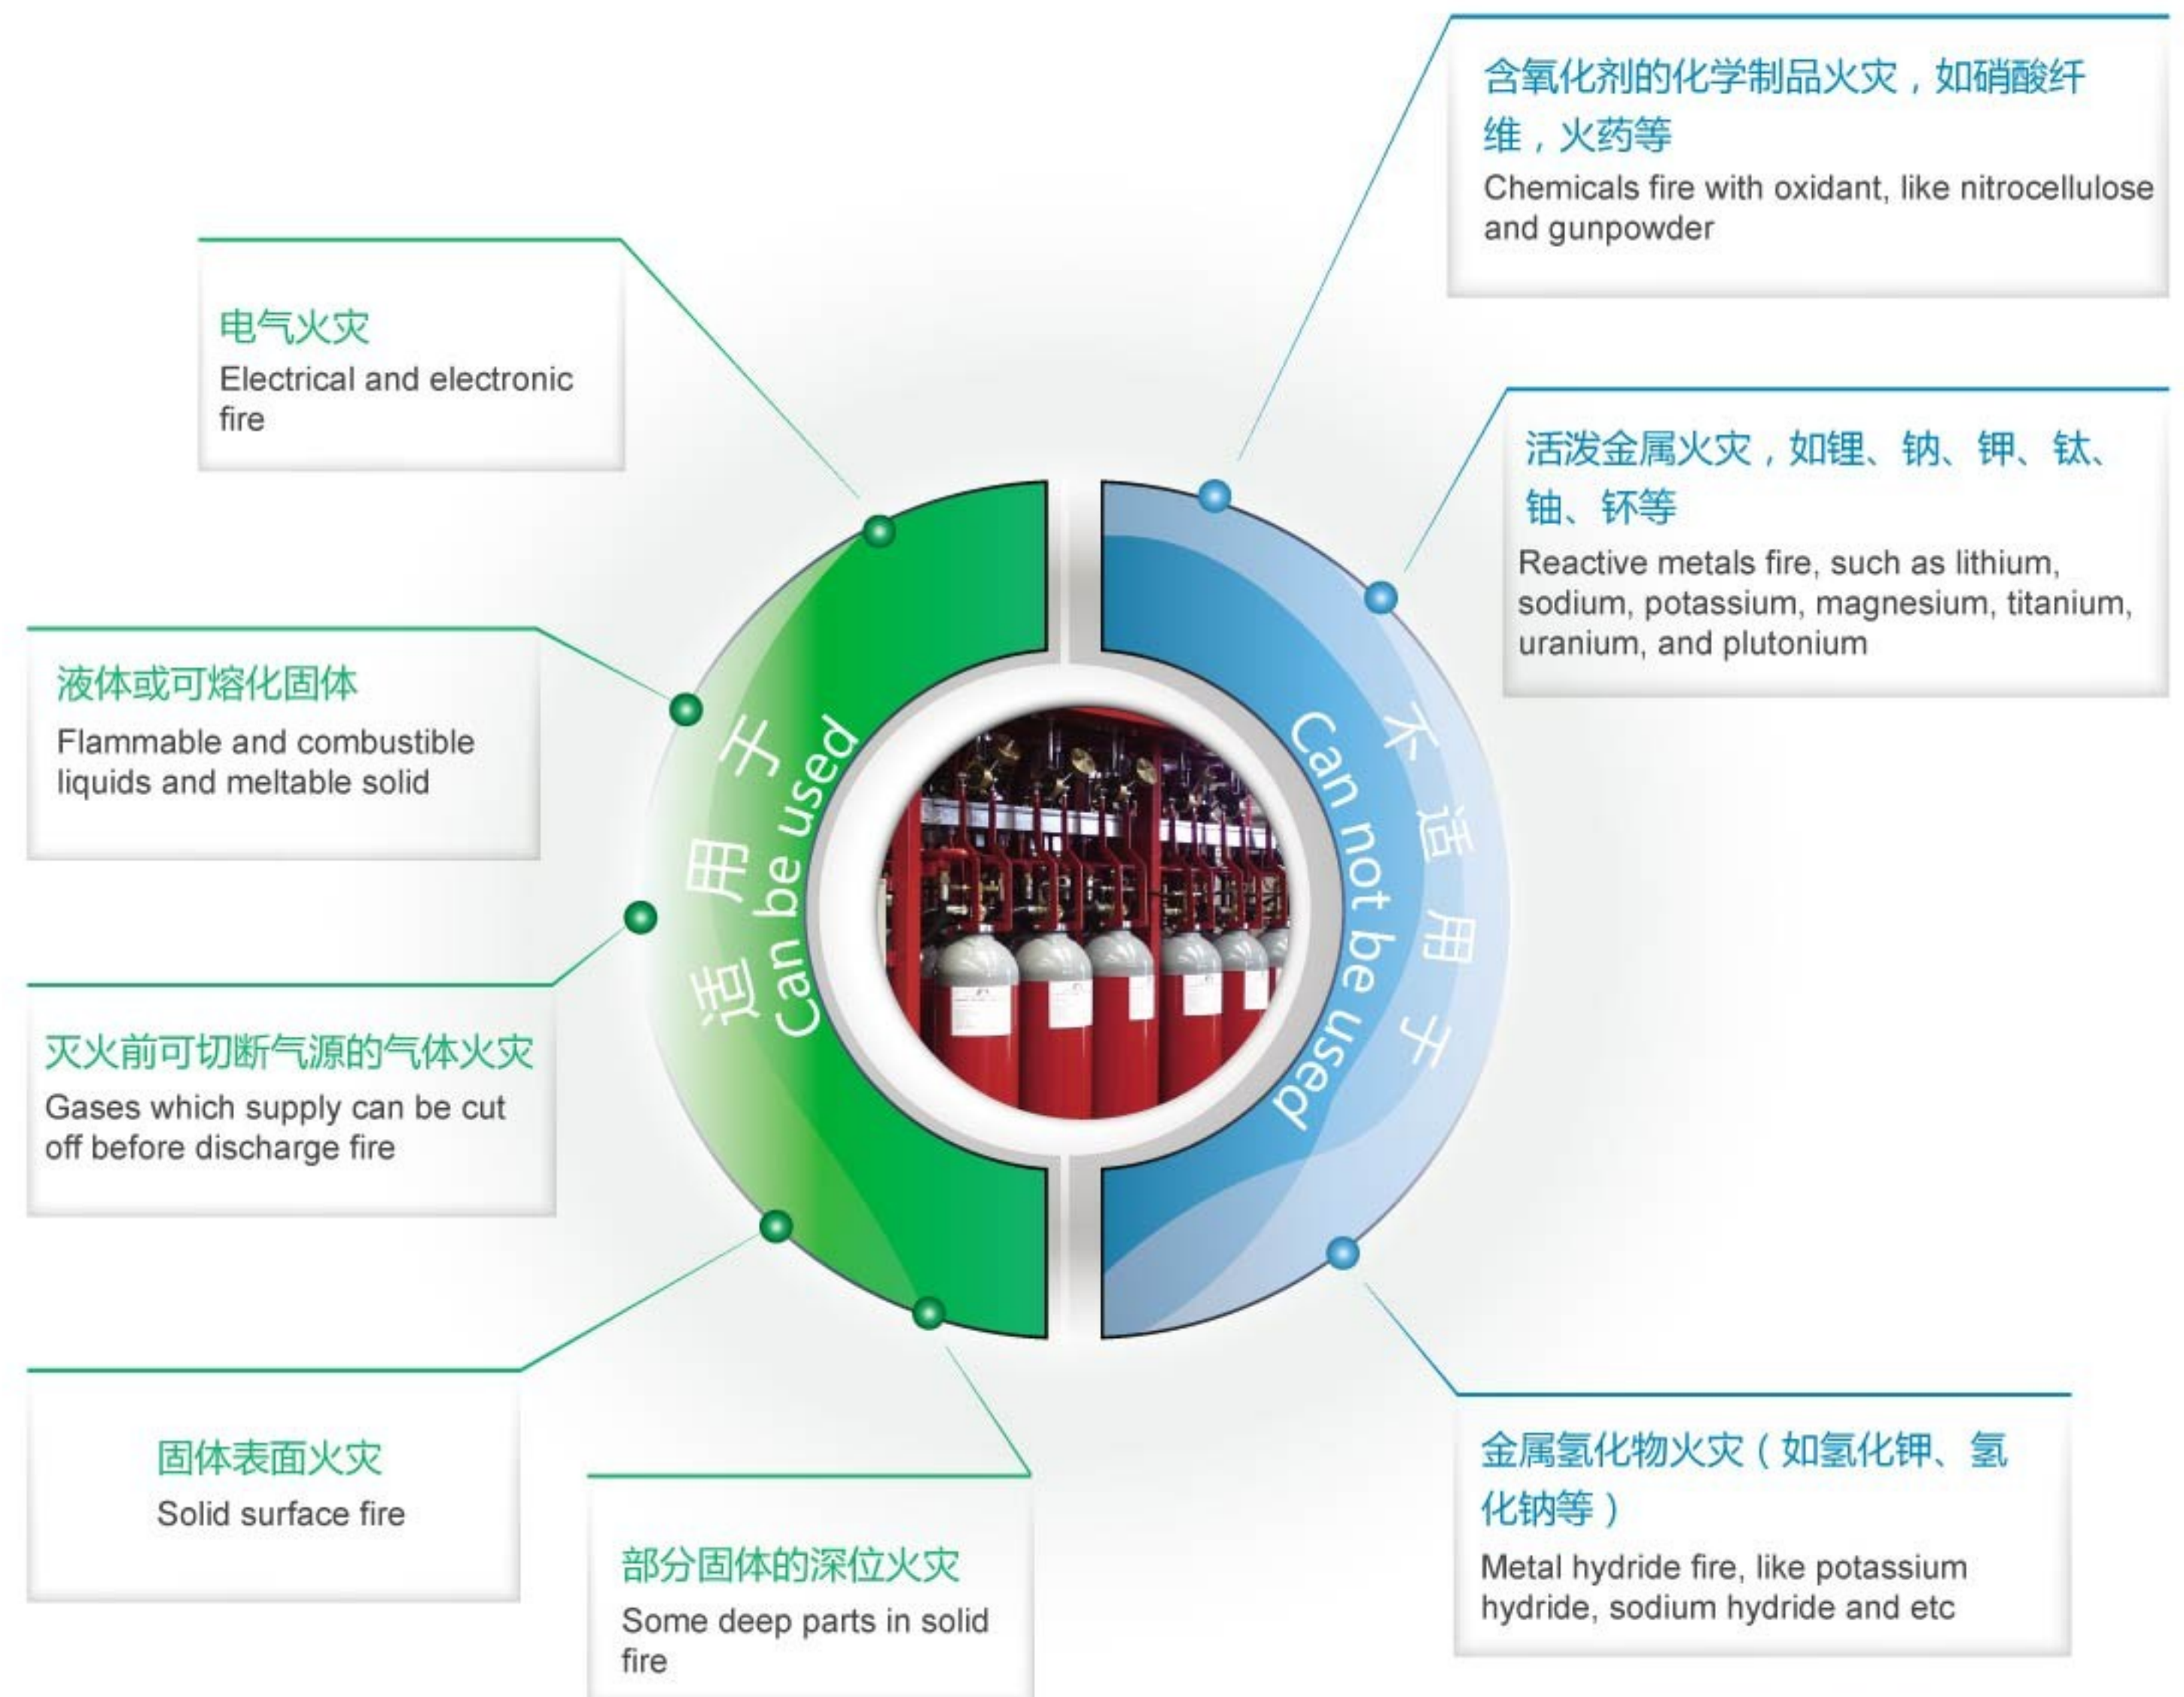 电气火灾
Electrical and electronic
fire
液体或可熔化固体
Flammable and combustible
liquids and meltable solid
灭火前可切断气源的气体火灾
Gases which supply can be cut
off before discharge fire
固体表面火灾
Solid surface fire
部分固体的深位火灾
Some deep parts in solid
fire
适用于
Can be used
Can not be used
不适用于
含氧化剂的化学制品火灾，如硝酸纤
维，火药等
Chemicals fire with oxidant, like nitrocellulose
and gunpowder
活泼金属火灾，如锂、钠、钾、钛、
铀、钚等
Reactive metals fire, such as lithium,
sodium, potassium, magnesium, titanium,
uranium, and plutonium
金属氢化物火灾（如氢化钾、氢
化钠等）
Metal hydride fire, like potassium
hydride, sodium hydride and etc